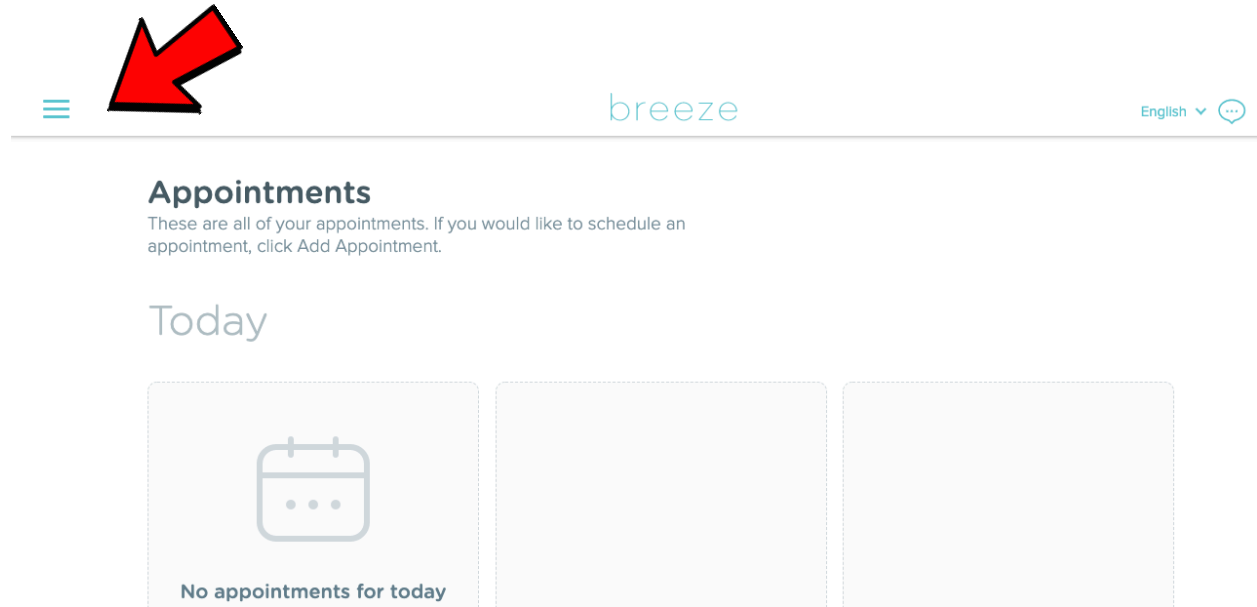 breeze
English
Appointments
These are all of your appointments. If you would like to schedule an
appointment, click Add Appointment.
Today
No appointments for today